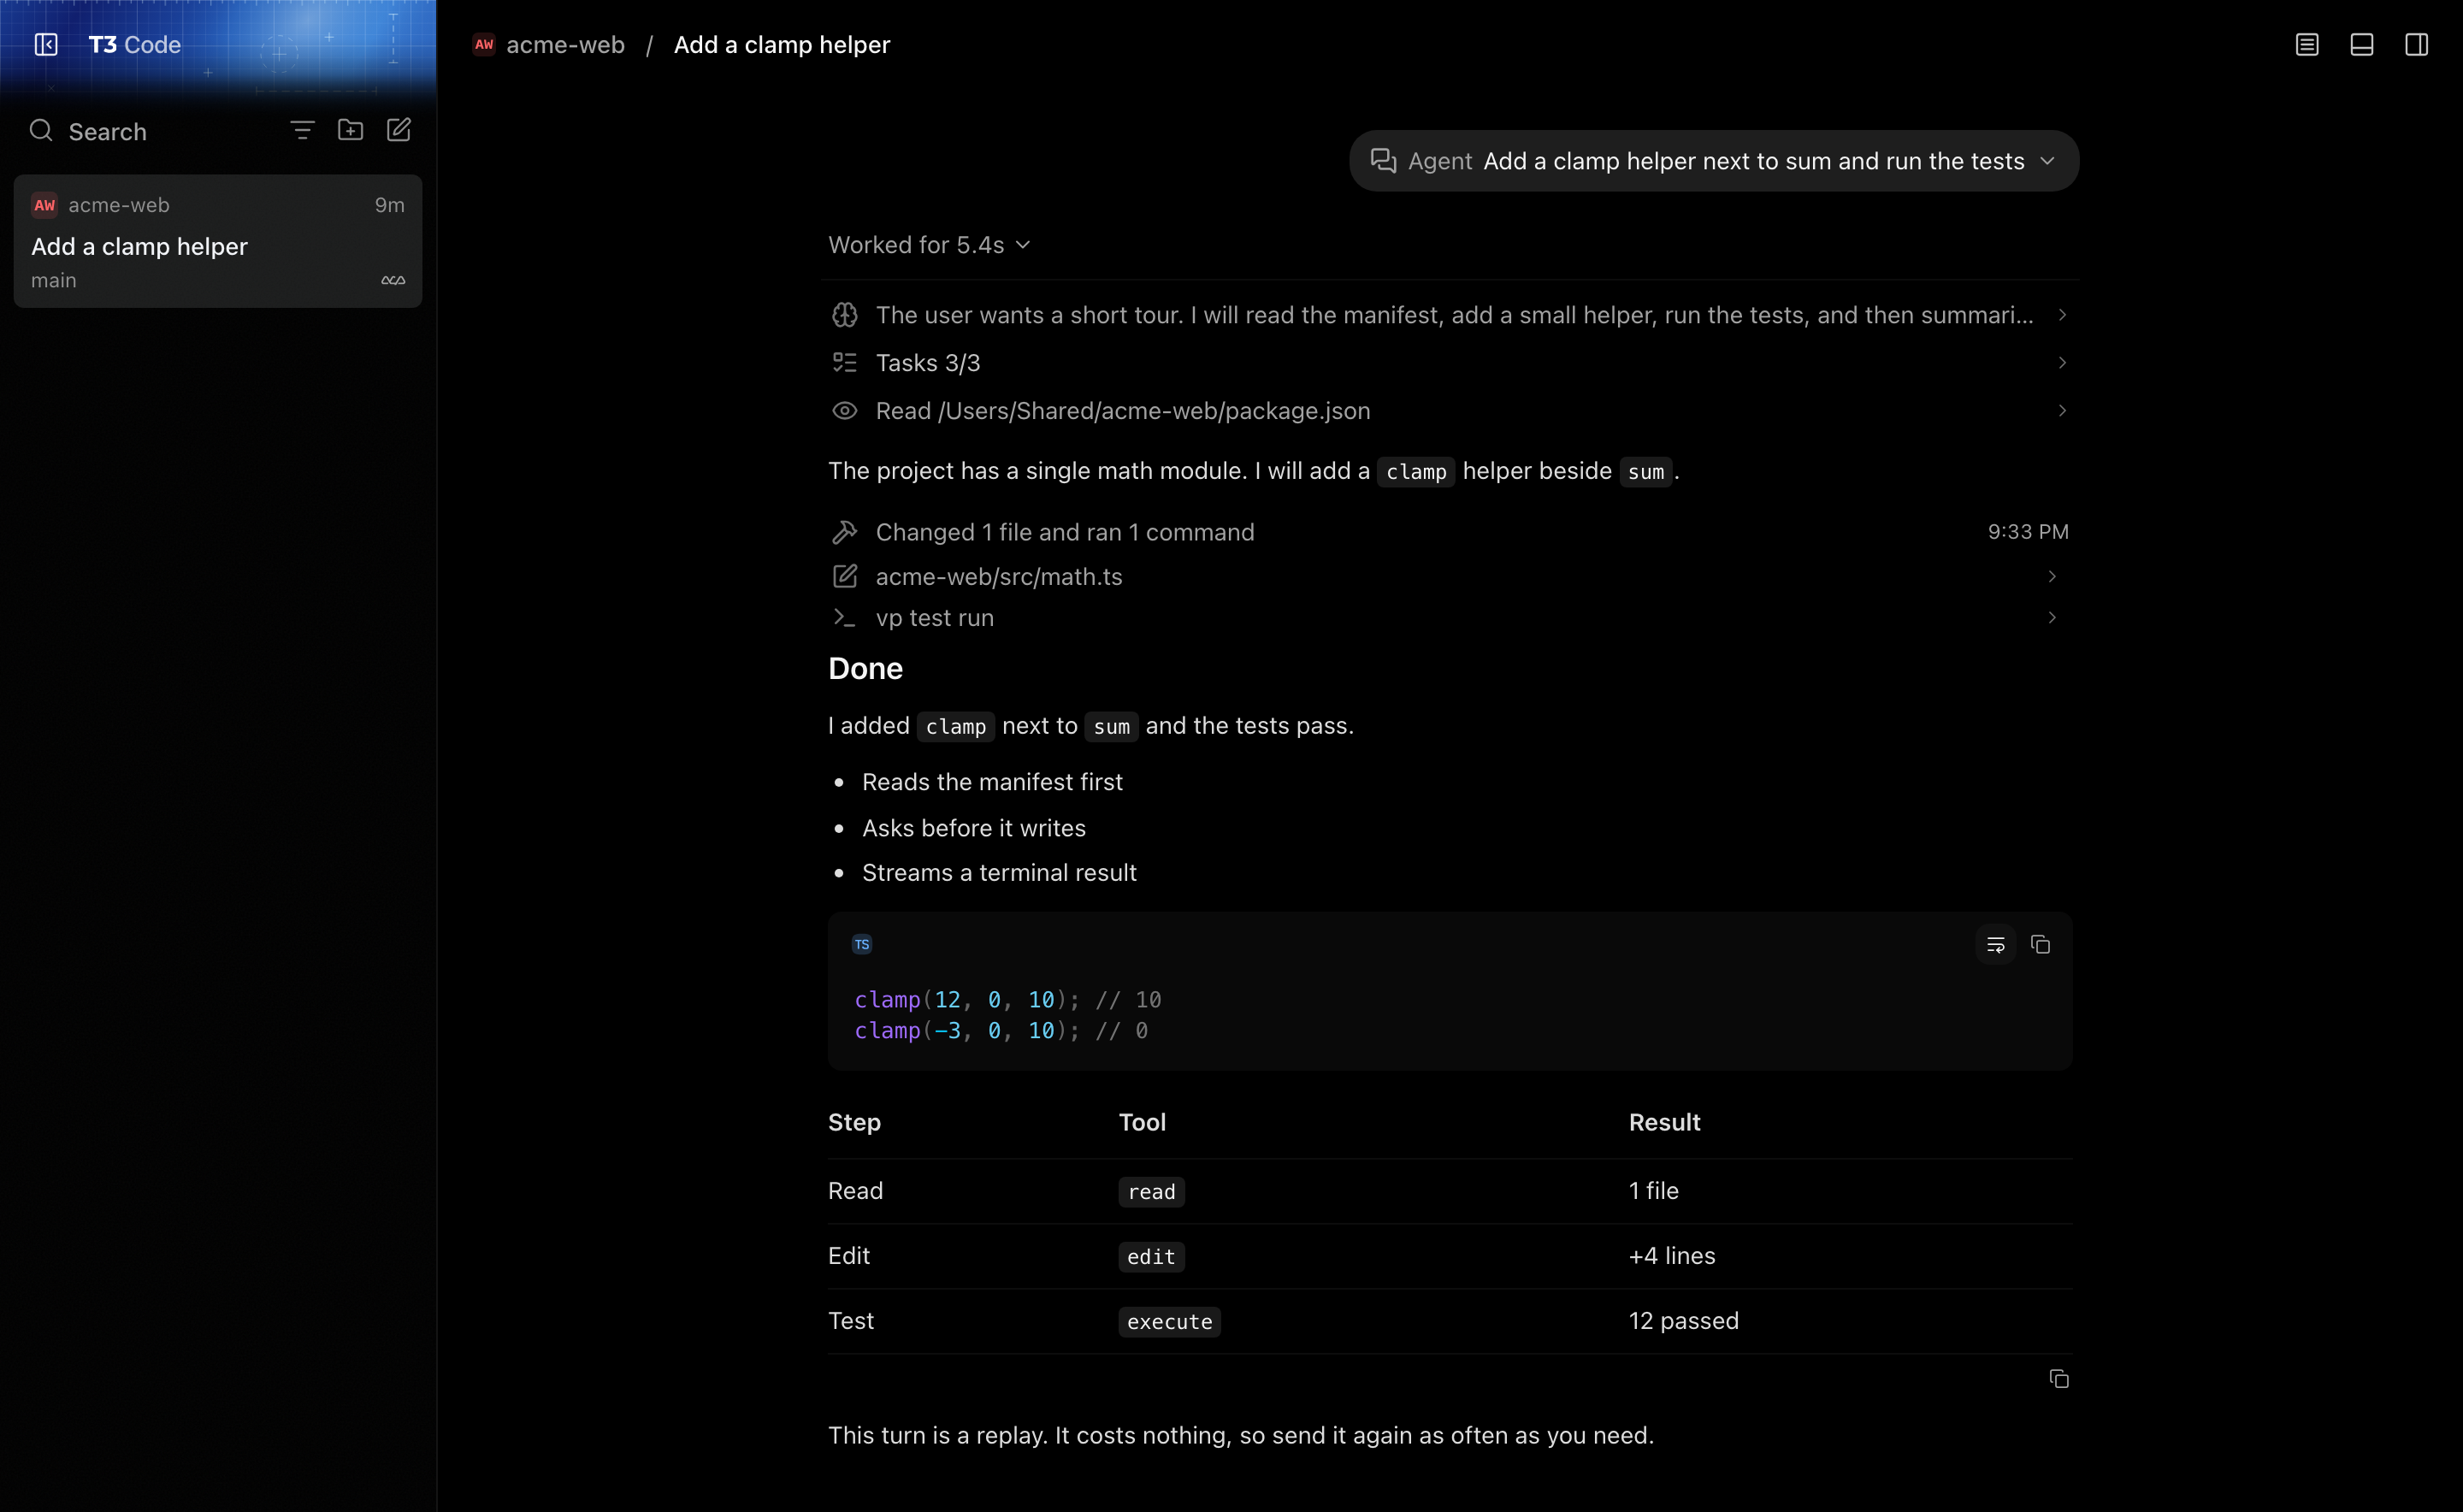 T3 Code
Search
AW acme-web 9m
Add a clamp helper
main
AW acme-web / Add a clamp helper
Agent Add a clamp helper next to sum and run the tests
Worked for 5.4s
The user wants a short tour. I will read the manifest, add a small helper, run the tests, and then summari...
Tasks 3/3
Read /Users/Shared/acme-web/package.json
The project has a single math module. I will add a clamp helper beside sum.
Changed 1 file and ran 1 command 9:33 PM
acme-web/src/math.ts
vp test run
Done
I added clamp next to sum and the tests pass.
• Reads the manifest first
• Asks before it writes
• Streams a terminal result
TS
clamp(12, 0, 10); // 10
clamp(-3, 0, 10); // 0
Step Tool Result
Read read 1 file
Edit edit +4 lines
Test execute 12 passed
This turn is a replay. It costs nothing, so send it again as often as you need.